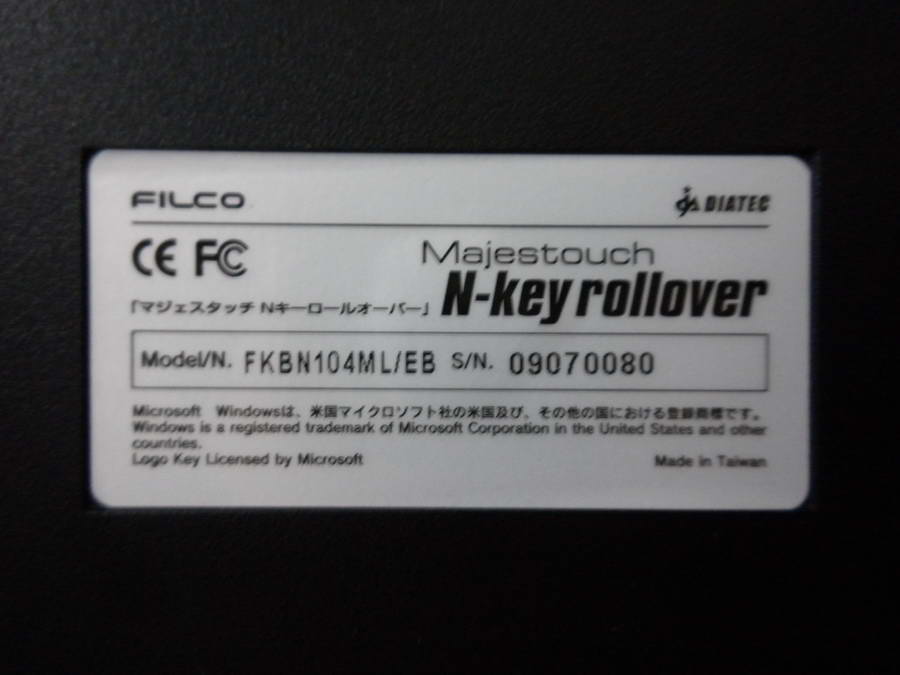 FILCO
DIATEC
CE FC
Majestouch
N-key rollover
「マジェスタッチ Nキーロールオーバー」
Model/N. FKBN104ML/EB S/N. 09070080
Microsoft Windowsは、米国マイクロソフト社の米国及び、その他の国における登録商標です。
Windows is a registered trademark of Microsoft Corporation in the United States and other
countries.
Logo Key Licensed by Microsoft
Made in Taiwan